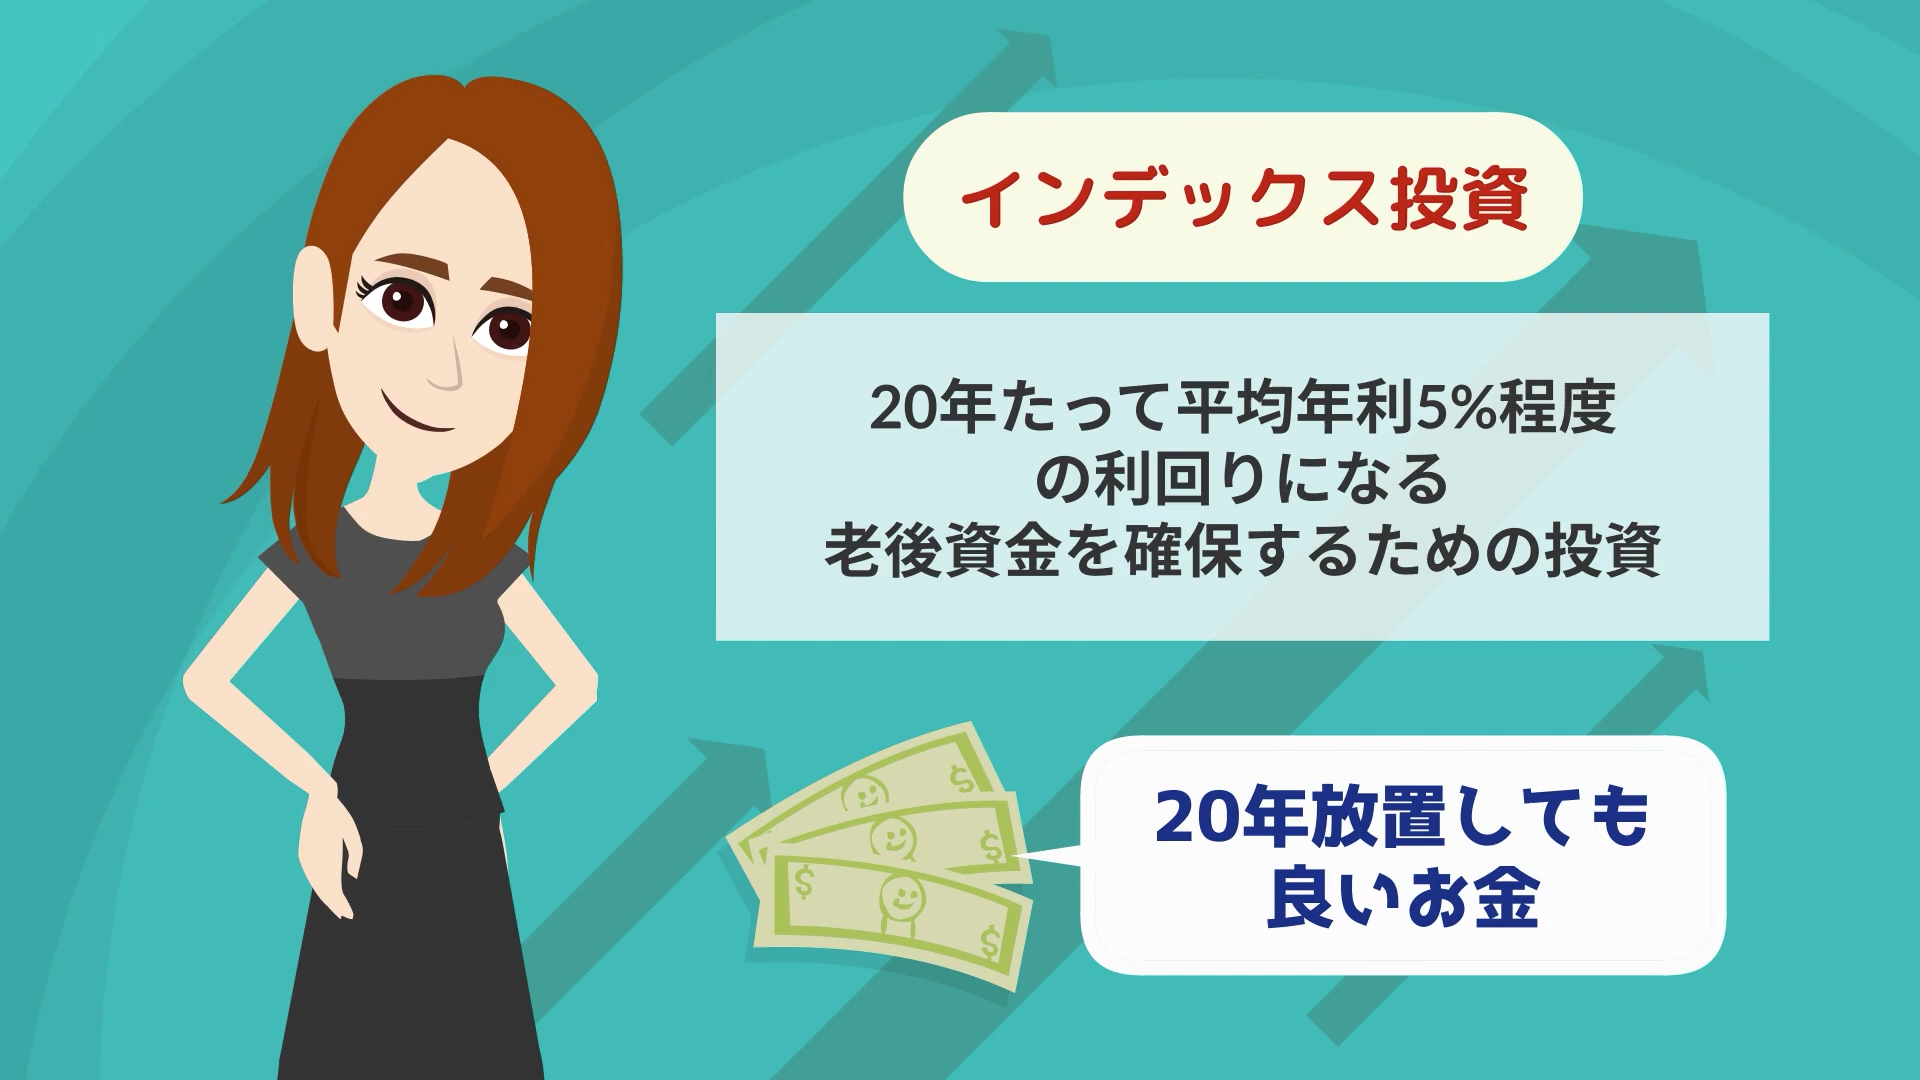 インデックス投資
20年たって平均年利5%程度
の利回りになる
老後資金を確保するための投資
$
$
$
$
20年放置しても
良いお金